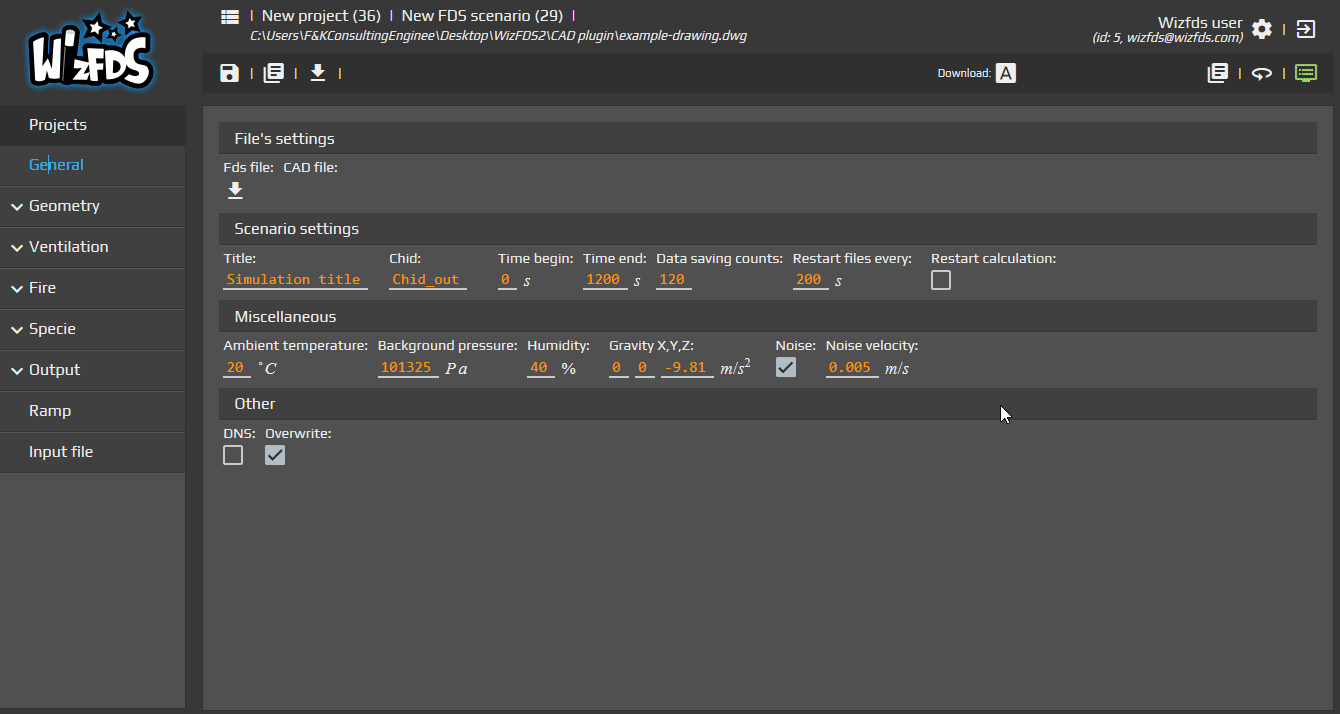 WizFDS
| New project (36) | New FDS scenario (29) |
C:\Users\F&KConsultingEnginee\Desktop\WizFDS2\CAD plugin\example-drawing.dwg
Wizfds user
(id: 5, wizfds@wizfds.com)
Download: A
Projects
General
Geometry
Ventilation
Fire
Specie
Output
Ramp
Input file
File's settings
Fds file: CAD file:
Scenario settings
Title: Chid: Time begin: Time end: Data saving counts: Restart files every: Restart calculation:
Simulation title Chid_out 0 s 1200 s 120 200 s
Miscellaneous
Ambient temperature: Background pressure: Humidity: Gravity X,Y,Z: Noise: Noise velocity:
20 °C 101325 Pa 40 % 0 0 -9.81 m/s² 0.005 m/s
Other
DNS: Overwrite: